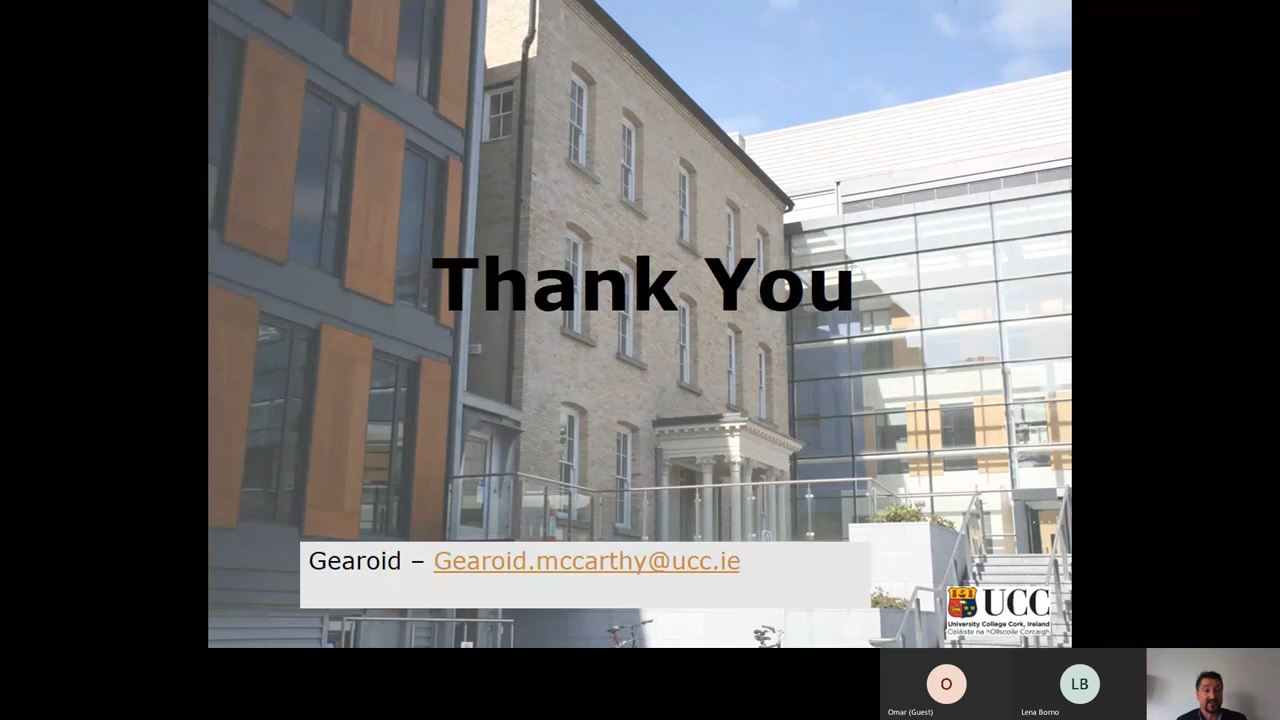 Thank You
Gearoid – Gearoid.mccarthy@ucc.ie
UCC
University College Cork, Ireland
Coláiste na hOllscoile Corcaigh
O
LB
Omar (Guest)
Lena Borno